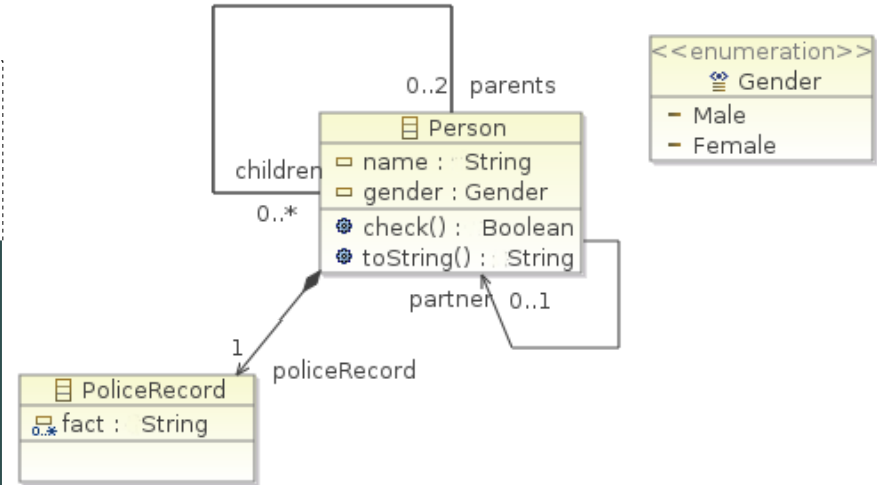 0..2 parents
Person
children
name : String
gender : Gender
0..*
check() : Boolean
toString() : String
partner 0..1
1
policeRecord
PoliceRecord
fact : String
0..*
<<enumeration>>
Gender
Male
Female